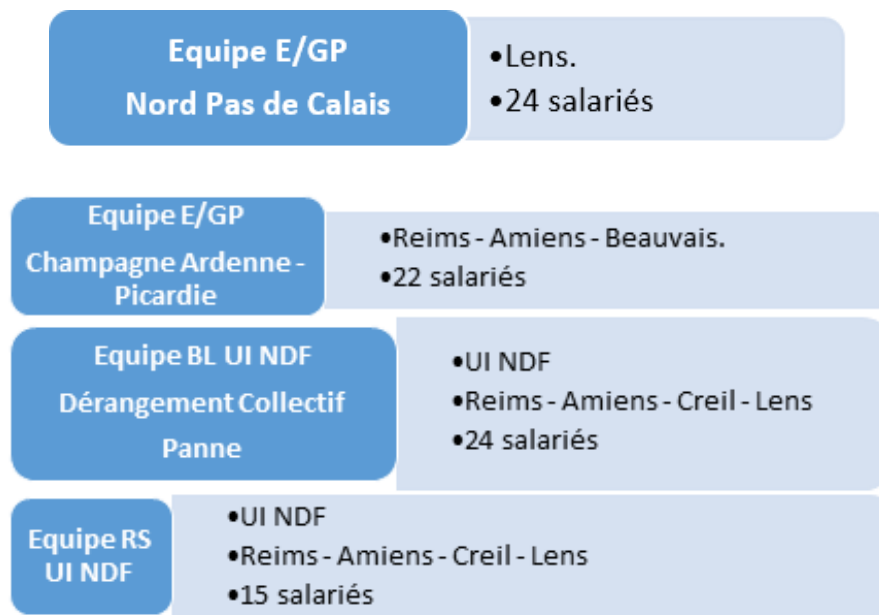 Equipe E/GP
Nord Pas de Calais
•Lens.
•24 salariés
Equipe E/GP
Champagne Ardenne -
Picardie
•Reims - Amiens - Beauvais.
•22 salariés
Equipe BL UI NDF
Dérangement Collectif
Panne
•UI NDF
•Reims - Amiens - Creil - Lens
•24 salariés
Equipe RS
UI NDF
•UI NDF
•Reims - Amiens - Creil - Lens
•15 salariés